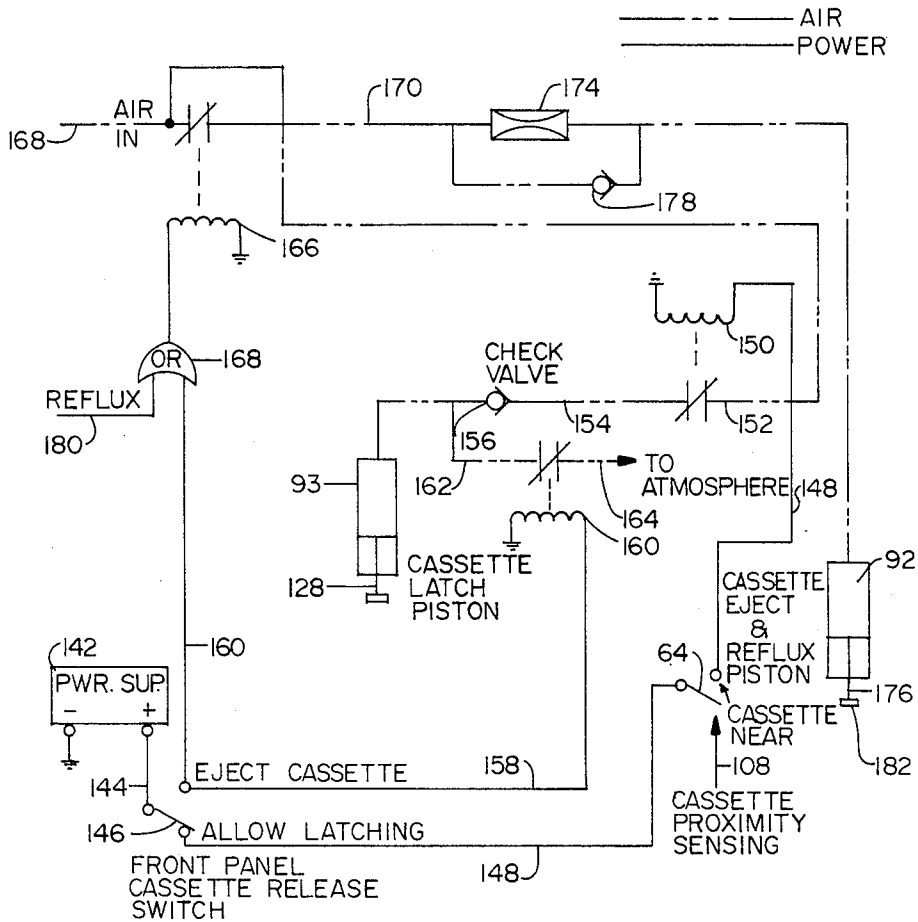 AIR
POWER
168
AIR
IN
170
174
178
166
OR
168
REFLUX
180
150
CHECK
VALVE
156
154
152
162
TO
ATMOSPHERE
164
148
93
160
128
CASSETTE
LATCH
PISTON
92
CASSETTE
EJECT
&
REFLUX
PISTON
64
176
182
CASSETTE
NEAR
108
CASSETTE
PROXIMITY
SENSING
142
PWR. SUP.
- +
160
144
EJECT CASSETTE
158
146
ALLOW LATCHING
148
FRONT PANEL
CASSETTE RELEASE
SWITCH